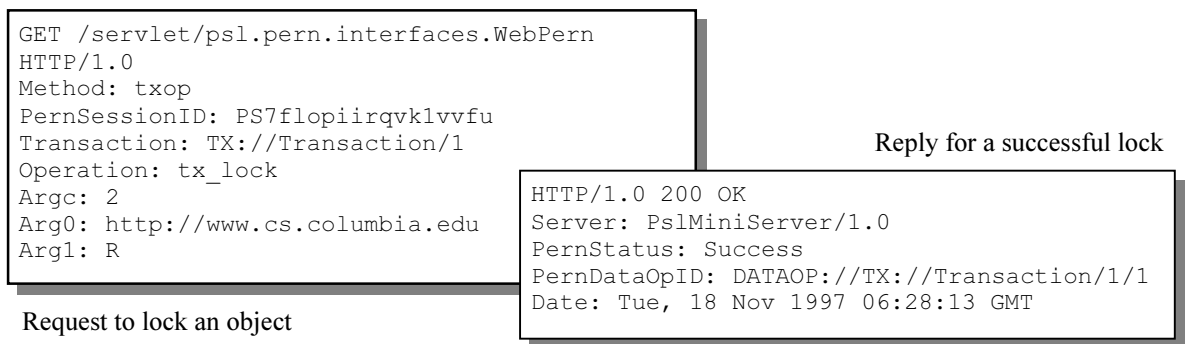 GET /servlet/psl.pern.interfaces.WebPern
HTTP/1.0
Method: txop
PernSessionID: PS7flopiirqvk1vvfu
Transaction: TX://Transaction/1
Operation: tx_lock
Argc: 2
Arg0: http://www.cs.columbia.edu
Arg1: R
Request to lock an object
Reply for a successful lock
HTTP/1.0 200 OK
Server: PslMiniServer/1.0
PernStatus: Success
PernDataOpID: DATAOP://TX://Transaction/1/1
Date: Tue, 18 Nov 1997 06:28:13 GMT